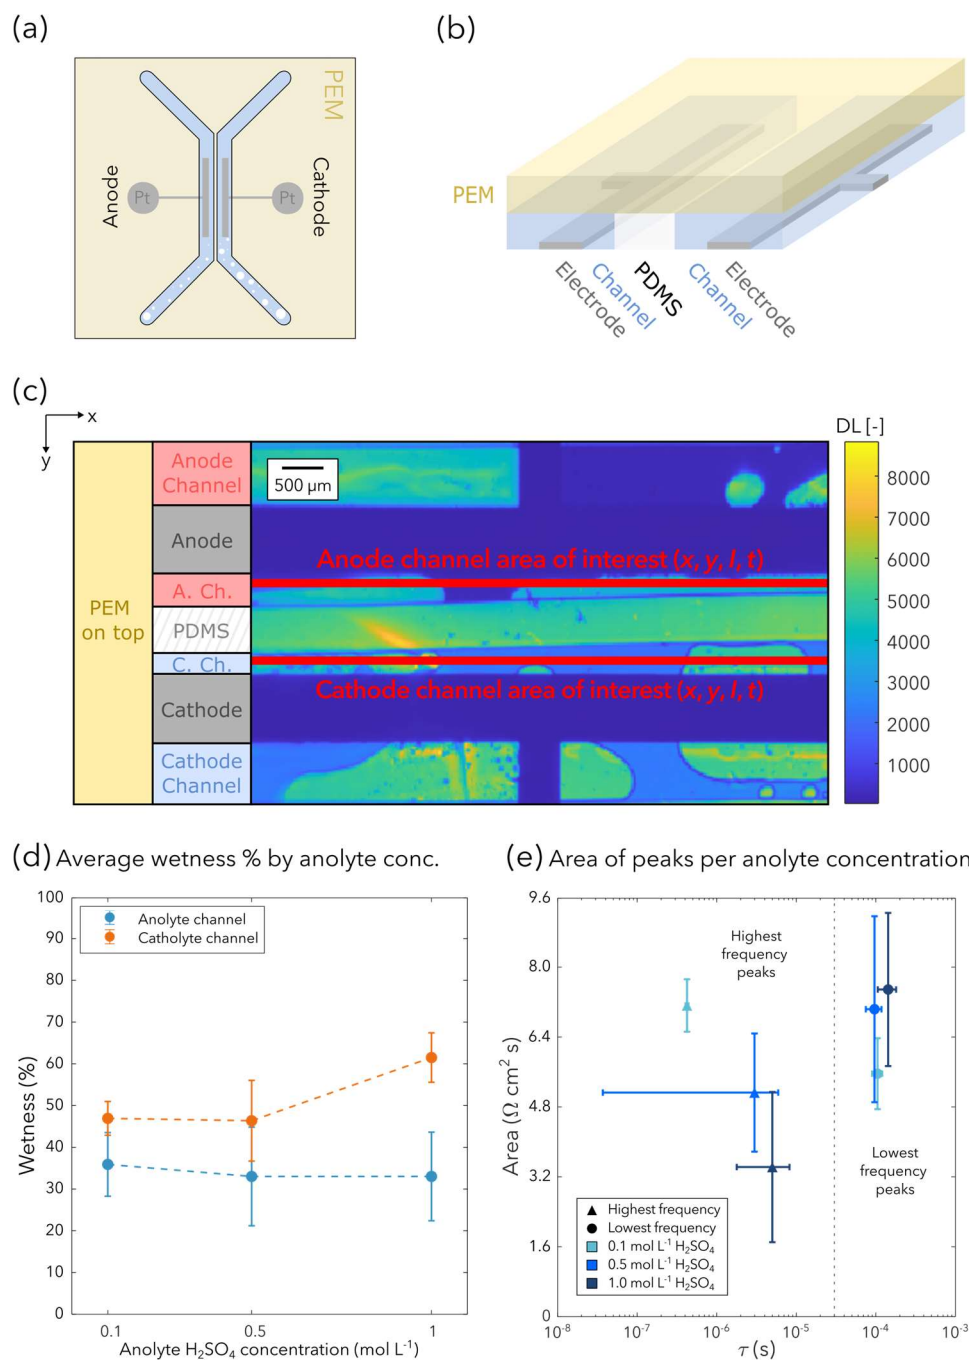 (a)
PEM
Anode
Pt
Pt
Cathode
(b)
PEM
Electrode
Channel
PDMS
Channel
Electrode
(c)
x
y
PEM
on top
Anode
Channel
Anode
A. Ch.
PDMS
C. Ch.
Cathode
Cathode
Channel
500 µm
Anode channel area of interest (x, y, l, t)
Cathode channel area of interest (x, y, l, t)
DL [-]
8000
7000
6000
5000
4000
3000
2000
1000
(d) Average wetness % by anolyte conc.
Anolyte channel
Catholyte channel
Wetness (%)
100
90
80
70
60
50
40
30
20
10
0
0.1
0.5
1
Anolyte H₂SO₄ concentration (mol L⁻¹)
(e) Area of peaks per anolyte concentration
Area (Ω cm² s)
9.6
8.0
6.4
4.8
3.2
1.6
0
Highest
frequency
peaks
Lowest
frequency
peaks
Highest frequency
Lowest frequency
0.1 mol L⁻¹ H₂SO₄
0.5 mol L⁻¹ H₂SO₄
1.0 mol L⁻¹ H₂SO₄
10⁻⁸
10⁻⁷
10⁻⁶
10⁻⁵
10⁻⁴
10⁻³
τ (s)